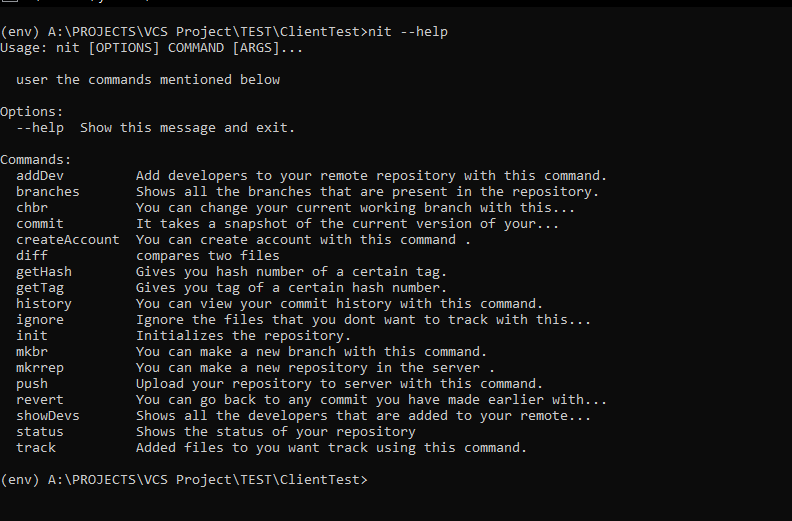 (env) A:\PROJECTS\VCS Project\TEST\ClientTest>nit --help
Usage: nit [OPTIONS] COMMAND [ARGS]...
user the commands mentioned below
Options:
--help  Show this message and exit.
Commands:
addDev         Add developers to your remote repository with this command.
branches       Shows all the branches that are present in the repository.
chbr           You can change your current working branch with this...
commit         It takes a snapshot of the current version of your...
createAccount  You can create account with this command .
diff           compares two files
getHash        Gives you hash number of a certain tag.
getTag         Gives you tag of a certain hash number.
history        You can view your commit history with this command.
ignore         Ignore the files that you dont want to track with this...
init           Initializes the repository.
mkbr           You can make a new branch with this command.
mkrrep         You can make a new repository in the server .
push           Upload your repository to server with this command.
revert         You can go back to any commit you have made earlier with...
showDevs       Shows all the developers that are added to your remote...
status         Shows the status of your repository
track          Added files to you want track using this command.
(env) A:\PROJECTS\VCS Project\TEST\ClientTest>